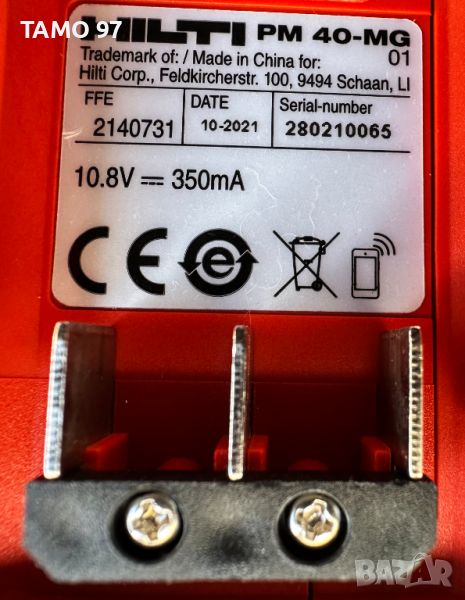 TAMO 97
HILTI PM 40-MG
Trademark of: / Made in China for: 01
Hilti Corp., Feldkircherstr. 100, 9494 Schaan, LI
FFE DATE Serial-number
2140731 10-2021 280210065
10.8V ⎓ 350mA
CE e
BAZAR